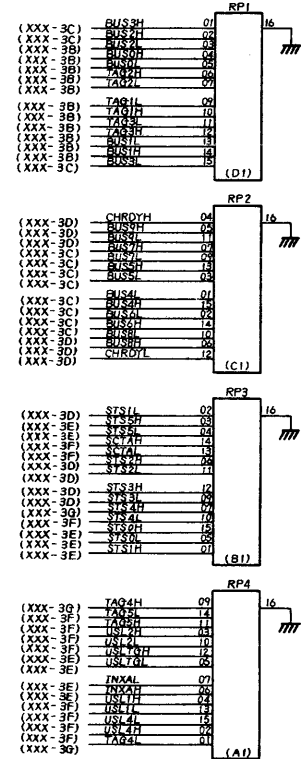 RP1
(XXX-3C) BUS3H 01 16
(XXX-3C) BUS2H 02
(XXX-3B) BUS2L 03
(XXX-3B) BUS0H 04
(XXX-3B) BUS0L 05
(XXX-3B) TAG2H 06
(XXX-3B) TAG2L 07
(XXX-3B) TAG1L 09
(XXX-3B) TAG1H 10
(XXX-3B) TAG3L 11
(XXX-3B) TAG3H 12
(XXX-3B) BUS1L 13
(XXX-3B) BUS1H 14
(XXX-3C) BUS3L 15
(D1)
RP2
(XXX-3D) CHRDYH 04 16
(XXX-3D) BUS9H 05
(XXX-3D) BUS9L 11
(XXX-3C) BUS7H 07
(XXX-3C) BUS7L 09
(XXX-3C) BUS5H 13
(XXX-3C) BUS5L 03
(XXX-3C) BUS4L 01
(XXX-3C) BUS4H 15
(XXX-3C) BUS6L 02
(XXX-3C) BUS6H 14
(XXX-3D) BUS8L 10
(XXX-3D) BUS8H 06
(XXX-3D) CHRDYL 12
(C1)
RP3
(XXX-3D) STS1L 02 16
(XXX-3E) STS5H 03
(XXX-3E) STS5L 04
(XXX-3F) SCTAH 14
(XXX-3F) SCTAL 13
(XXX-3D) STS2H 06
(XXX-3D) STS2L 11
(XXX-3D) STS3H 12
(XXX-3D) STS3L 09
(XXX-3G) STS4H 07
(XXX-3F) STS4L 10
(XXX-3E) STS0H 15
(XXX-3E) STS0L 05
(XXX-3E) STS1H 01
(B1)
RP4
(XXX-3G) TAG4H 09 16
(XXX-3F) TAG5L 14
(XXX-3F) TAG5H 11
(XXX-3F) USL2H 03
(XXX-3F) USL2L 10
(XXX-3E) USLTGH 12
(XXX-3E) USLTGL 05
(XXX-3E) INXAL 07
(XXX-3E) INXAH 06
(XXX-3F) USL1H 04
(XXX-3F) USL1L 13
(XXX-3F) USL4L 15
(XXX-3F) USL4H 02
(XXX-3G) TAG4L 01
(A1)